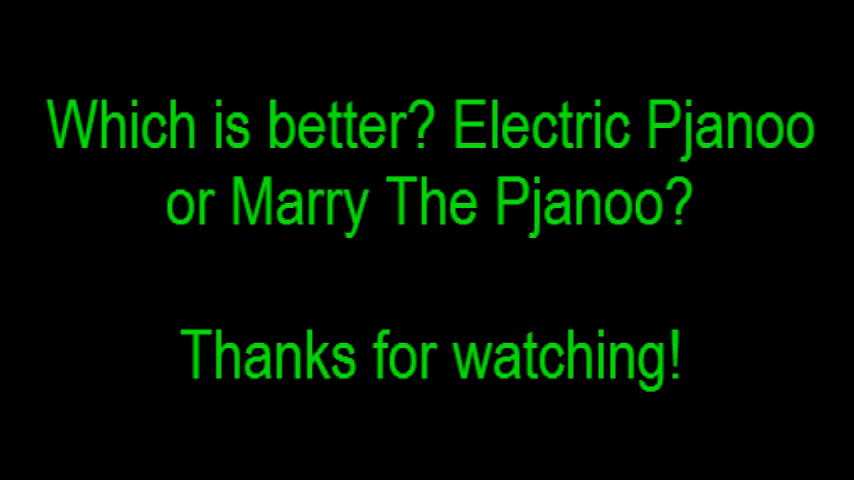 Which is better? Electric Pjanoo
or Marry The Pjanoo?
Thanks for watching!